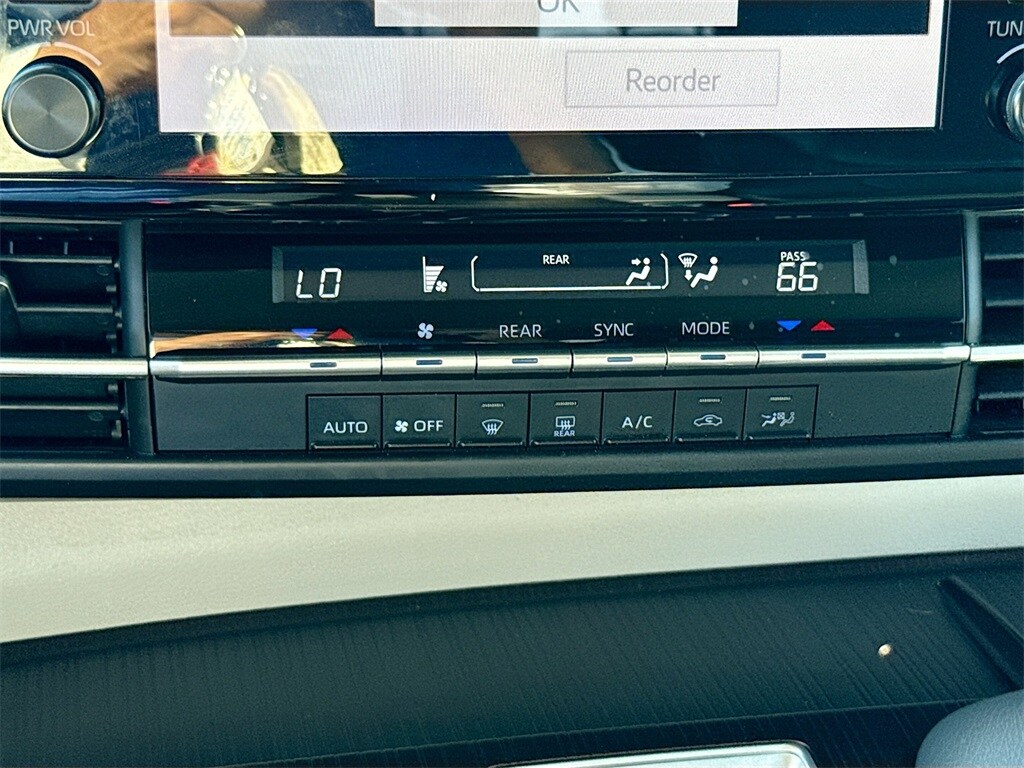 OK
PWR VOL
TUN
Reorder
LO
REAR
PASS
66
REAR
SYNC
MODE
AUTO
OFF
REAR
A/C